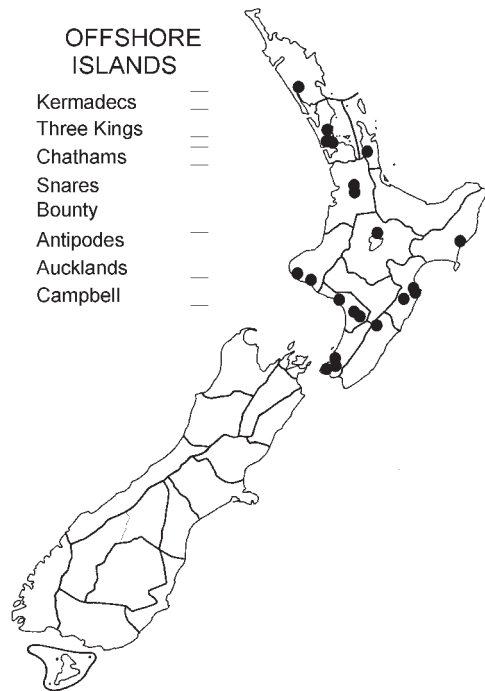 OFFSHORE
ISLANDS
Kermadecs
Three Kings
Chathams
Snares
Bounty
Antipodes
Aucklands
Campbell